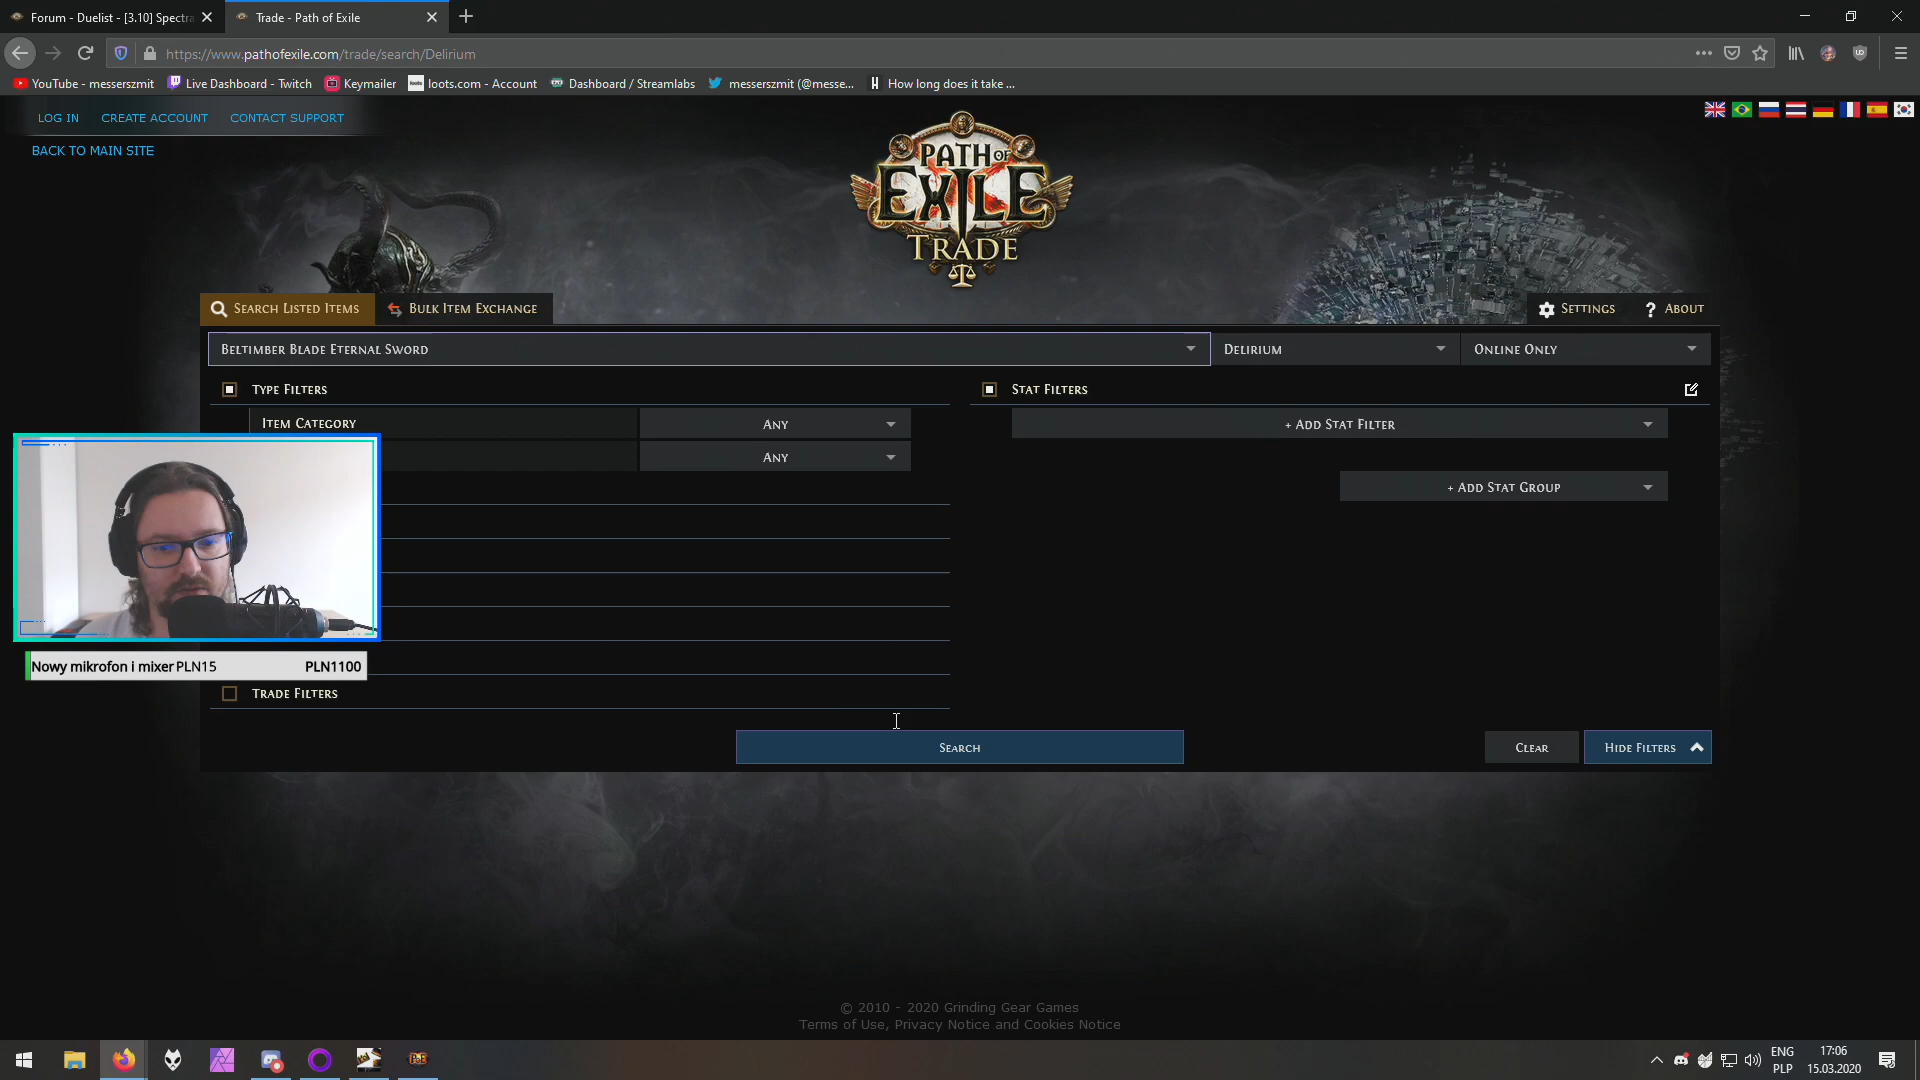 Forum - Duelist - [3.10] Spectra
Trade - Path of Exile
https://www.pathofexile.com/trade/search/Delirium
YouTube - messerszmit
Live Dashboard - Twitch
Keymailer
loots
loots.com - Account
Dashboard / Streamlabs
messerszmit (@messe...
H
How long does it take ...
LOG IN
CREATE ACCOUNT
CONTACT SUPPORT
BACK TO MAIN SITE
PATH OF
EXILE
TRADE
Search Listed Items
Bulk Item Exchange
Settings
? About
Beltimber Blade Eternal Sword
Delirium
Online Only
Type Filters
Stat Filters
Item Category
Any
+ Add Stat Filter
Any
+ Add Stat Group
Nowy mikrofon i mixer PLN15
PLN1100
Trade Filters
Search
Clear
Hide Filters
© 2010 - 2020 Grinding Gear Games
Terms of Use, Privacy Notice and Cookies Notice
ENG
PLP
17:06
15.03.2020